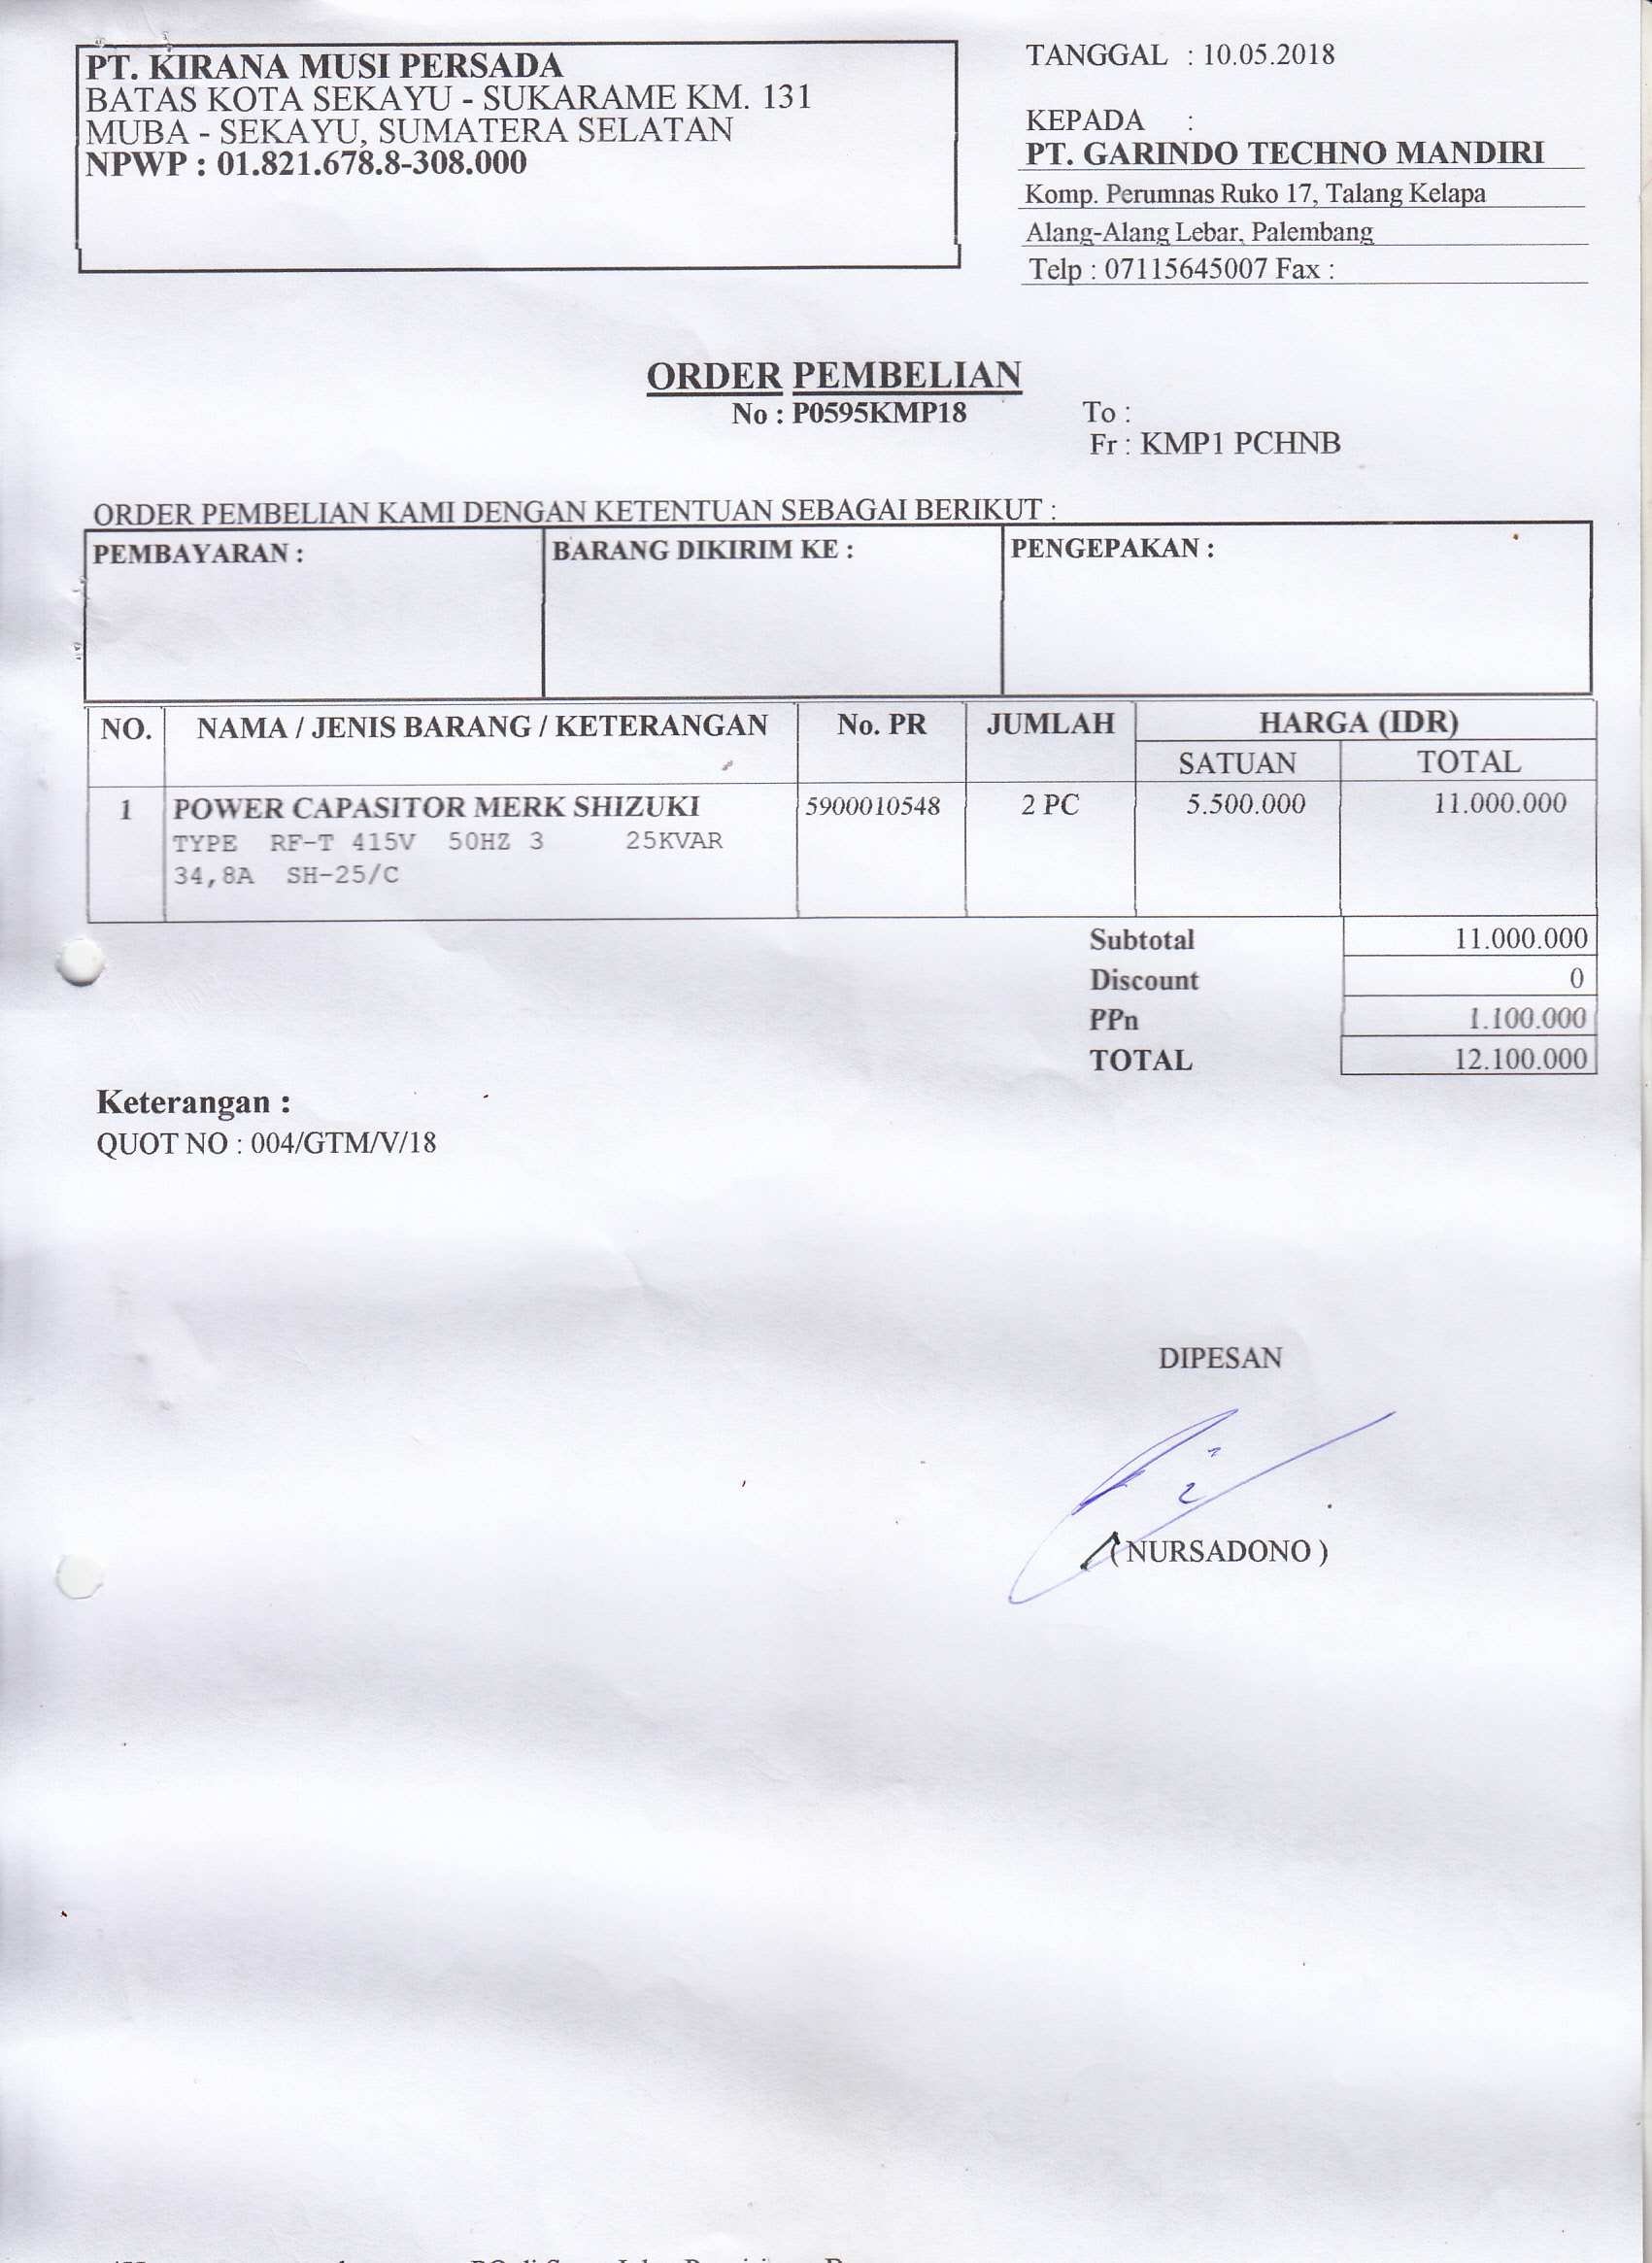 PT. KIRANA MUSI PERSADA
BATAS KOTA SEKAYU - SUKARAME KM. 131
MUBA - SEKAYU, SUMATERA SELATAN
NPWP : 01.821.678.8-308.000
TANGGAL : 10.05.2018
KEPADA :
PT. GARINDO TECHNO MANDIRI
Komp. Perumnas Ruko 17, Talang Kelapa
Alang-Alang Lebar, Palembang
Telp : 07115645007 Fax :
ORDER PEMBELIAN
No : P0595KMP18
To :
Fr : KMP1 PCHNB
ORDER PEMBELIAN KAMI DENGAN KETENTUAN SEBAGAI BERIKUT :
PEMBAYARAN : BARANG DIKIRIM KE : PENGEPAKAN :
NO. NAMA / JENIS BARANG / KETERANGAN No. PR JUMLAH HARGA (IDR)
SATUAN TOTAL
1 POWER CAPASITOR MERK SHIZUKI 5900010548 2 PC 5.500.000 11.000.000
TYPE RF-T 415V 50HZ 3 25KVAR
34,8A SH-25/C
Subtotal 11.000.000
Discount 0
PPn 1.100.000
TOTAL 12.100.000
Keterangan :
QUOT NO : 004/GTM/V/18
DIPESAN
( NURSADONO )